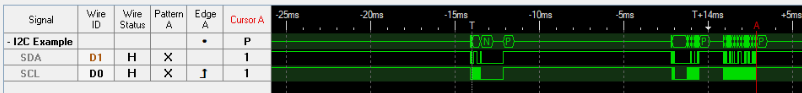 Signal Wire ID Wire Status Pattern A Edge A Cursor A -25ms -20ms -15ms -10ms -5ms T+14ms +5ms
T A
- I2C Example • P N P P P
SDA D1 H X 1
SCL D0 H X 1